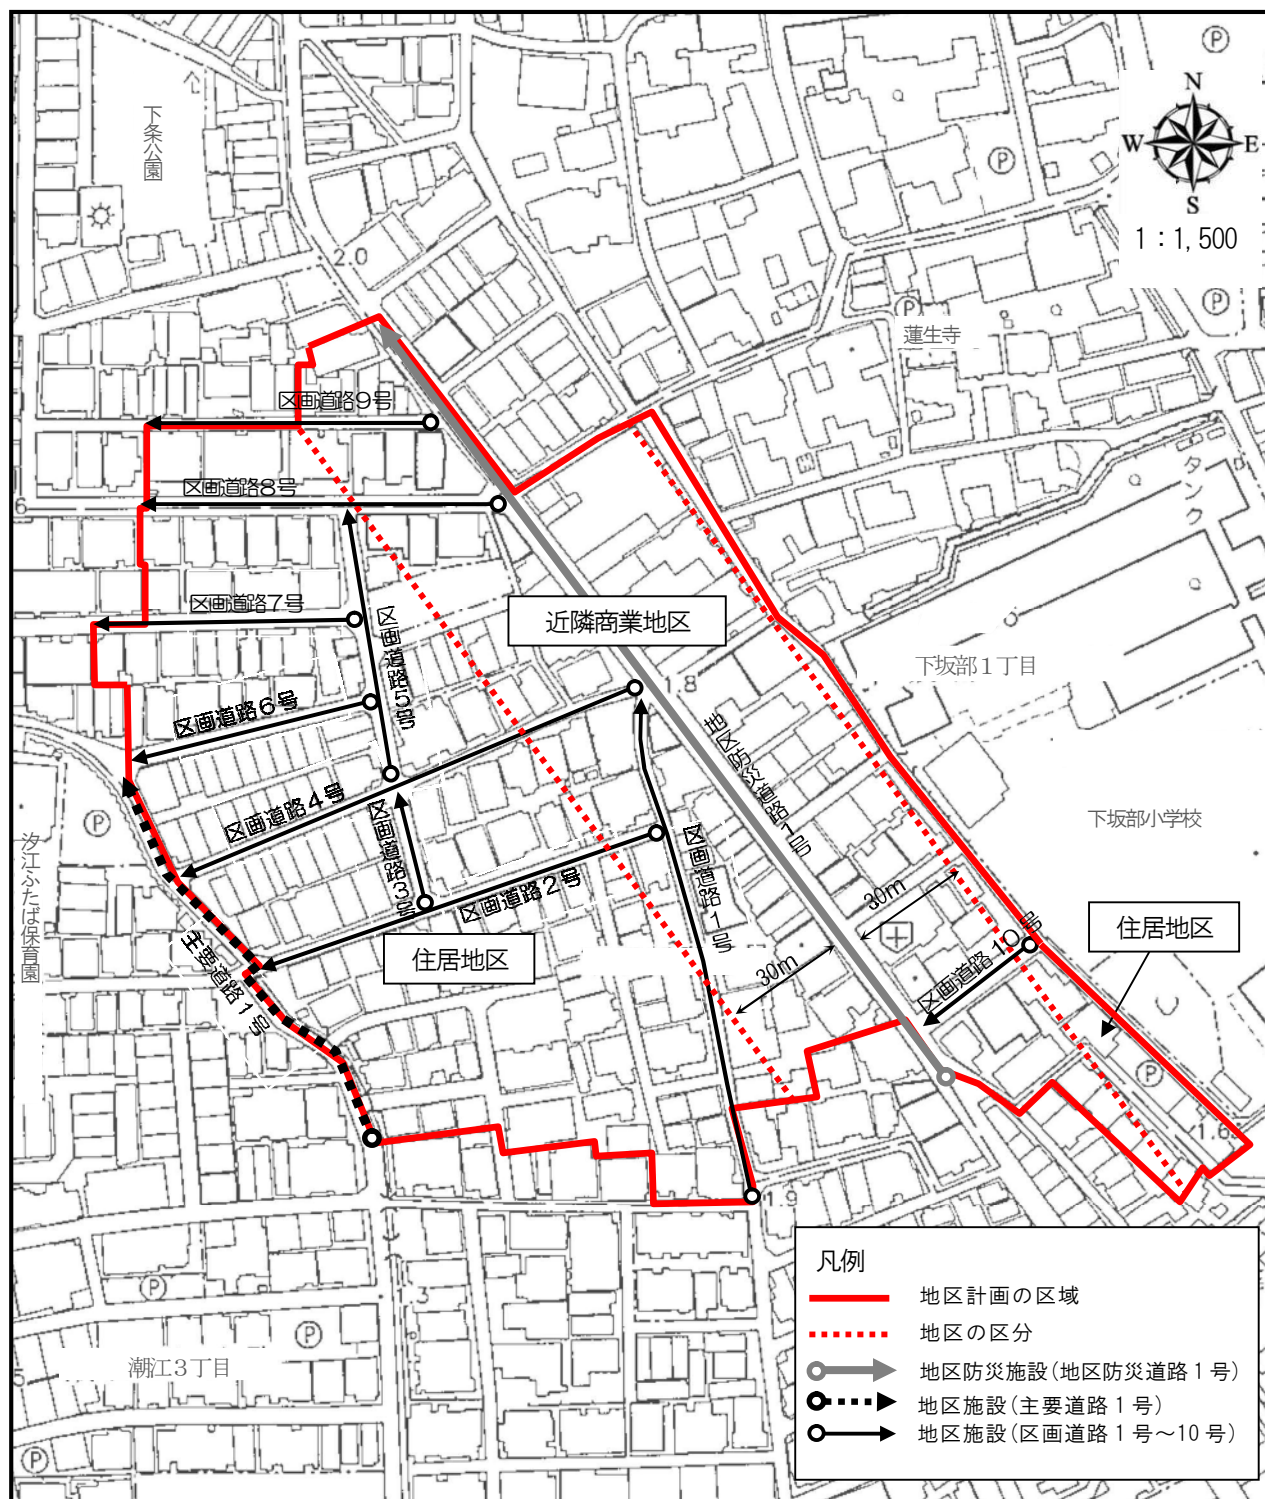 下条公園
P
N
W
E
S
1：1,500
2.0
P
P
P
蓮生寺
区画道路9号
区画道路8号
6
タンク
区画道路7号
区画道路5号
近隣商業地区
下坂部1丁目
1.8
区画道路6号
地区防災道路1号
区画道路4号
区画道路3号
P
汐江ふたば保育園
区画道路2号
区画道路1号
下坂部小学校
30m
30m
住居地区
主要道路1号
区画道路10号
住居地区
P
1.6
1.9
P
3
P
潮江3丁目
5
P
凡例
地区計画の区域
地区の区分
地区防災施設(地区防災道路1号)
地区施設(主要道路1号)
地区施設(区画道路1号～10号)